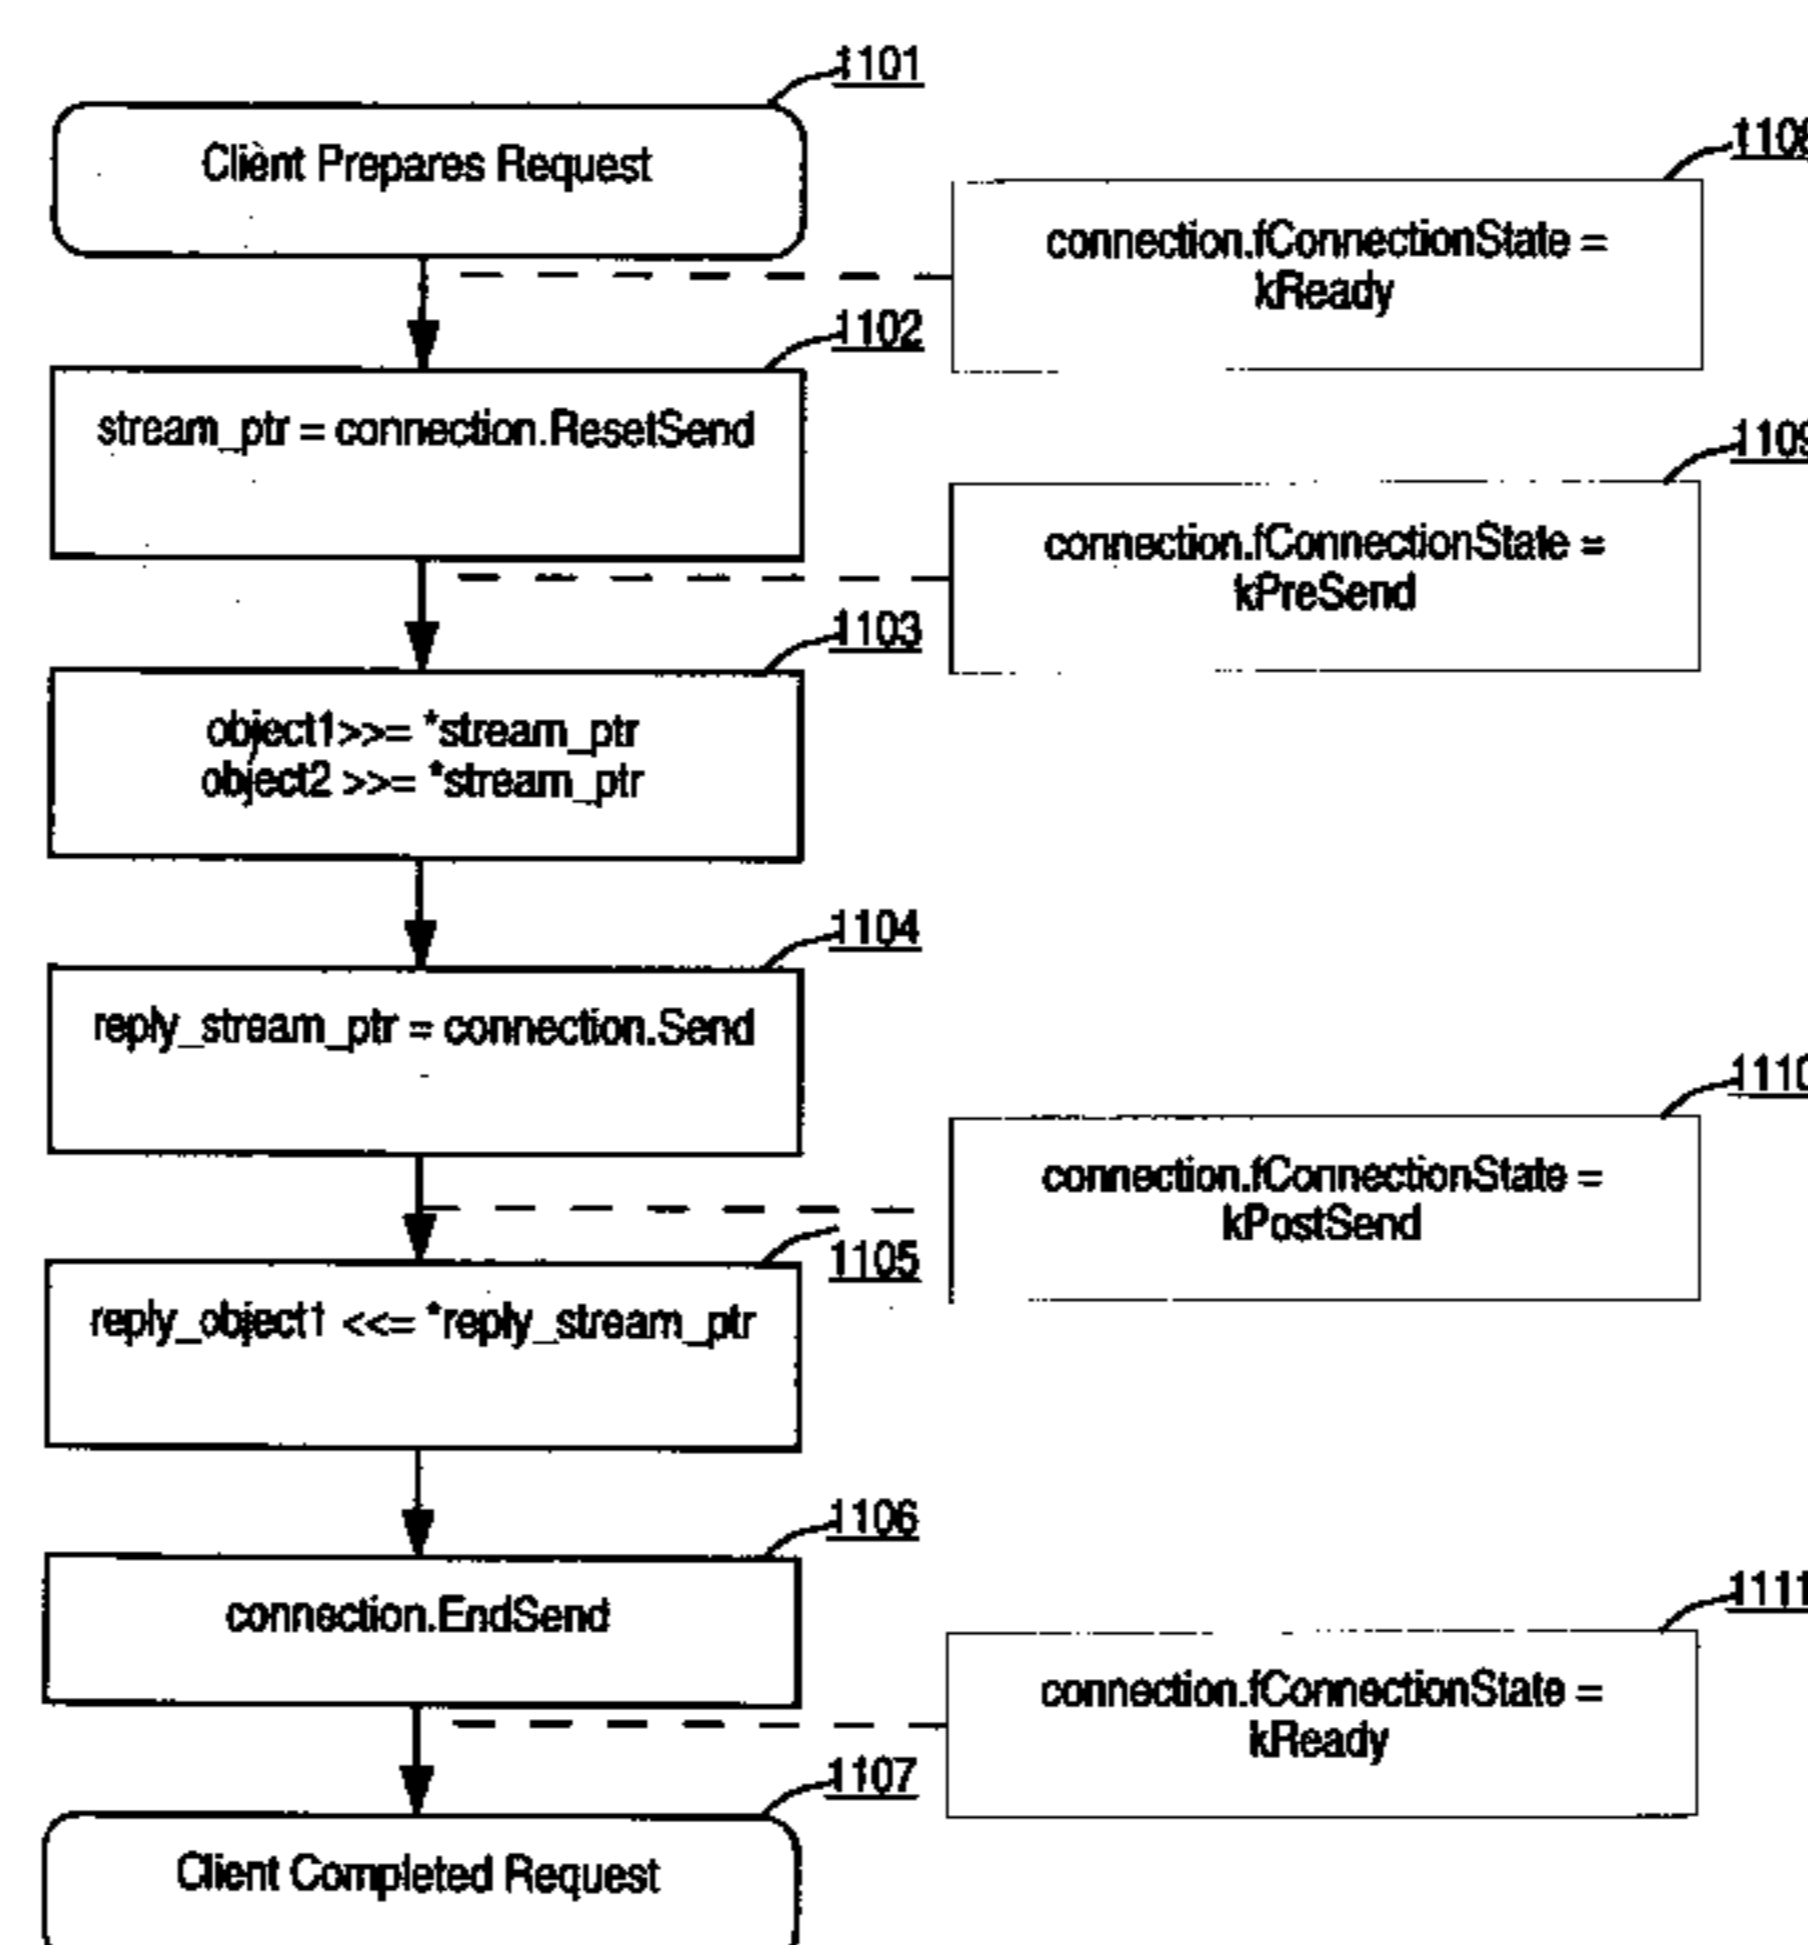 1101
Client Prepares Request
1108
connection.fConnectionState =
kReady
1102
stream_ptr = connection.ResetSend
1109
connection.fConnectionState =
kPreSend
1103
object1>>= *stream_ptr
object2 >>= *stream_ptr
1104
reply_stream_ptr = connection.Send
1110
connection.fConnectionState =
kPostSend
1105
reply_object1 <<= *reply_stream_ptr
1106
connection.EndSend
1111
connection.fConnectionState =
kReady
1107
Client Completed Request